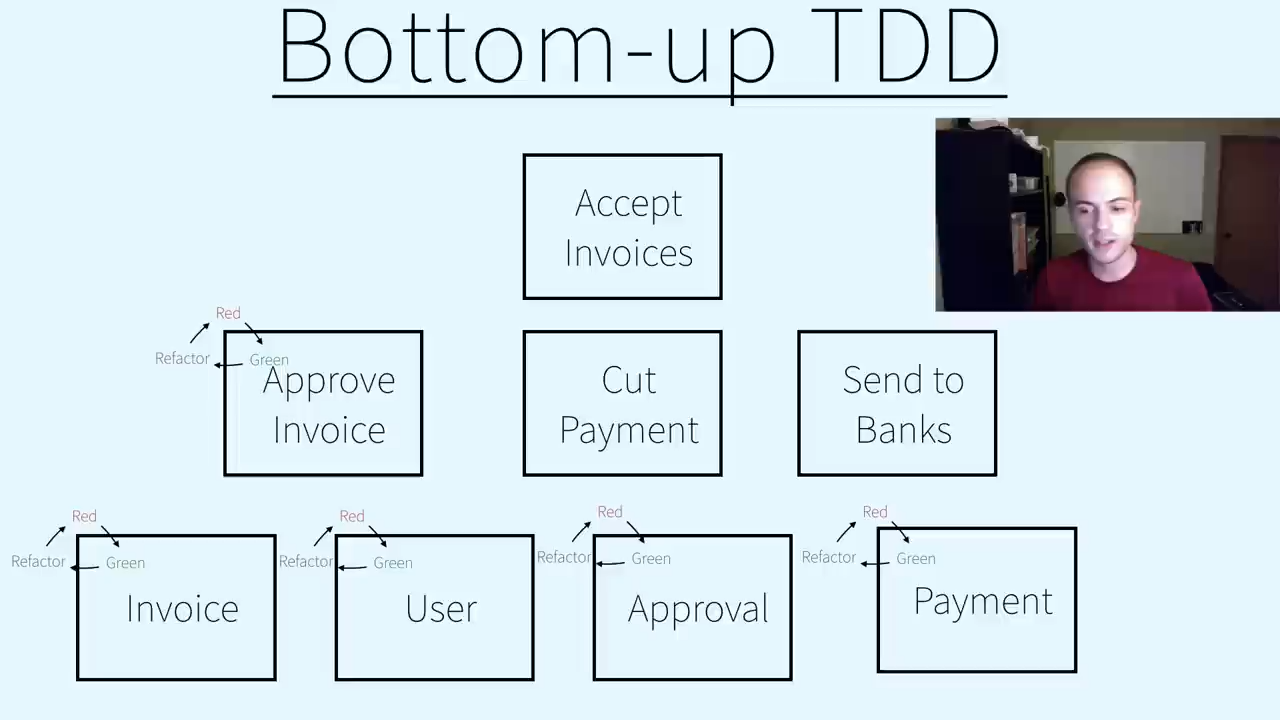 Bottom-up TDD
Accept
Invoices
Red
Refactor
Green
Approve
Invoice
Cut
Payment
Send to
Banks
Red
Refactor
Green
Invoice
Red
Refactor
Green
User
Red
Refactor
Green
Approval
Red
Refactor
Green
Payment